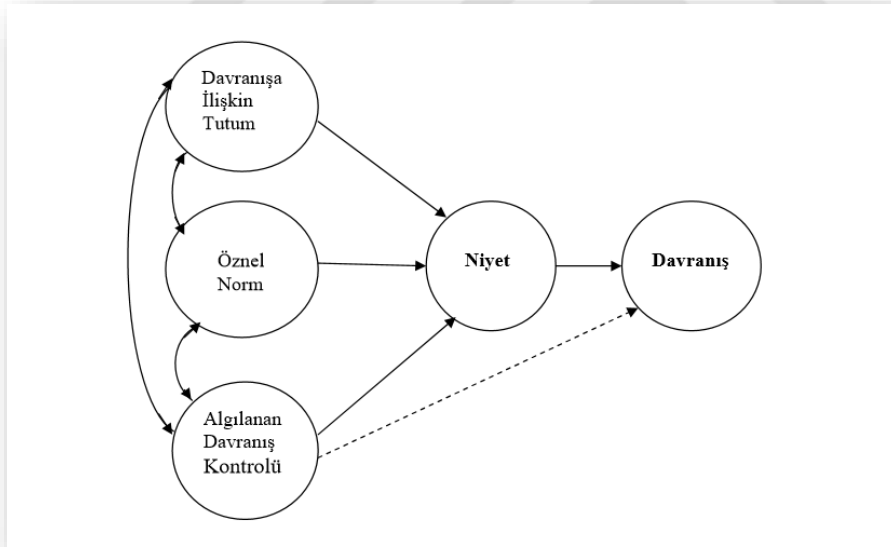 Davranışa
İlişkin
Tutum
Öznel
Norm
Niyet
Davranış
Algılanan
Davranış
Kontrolü